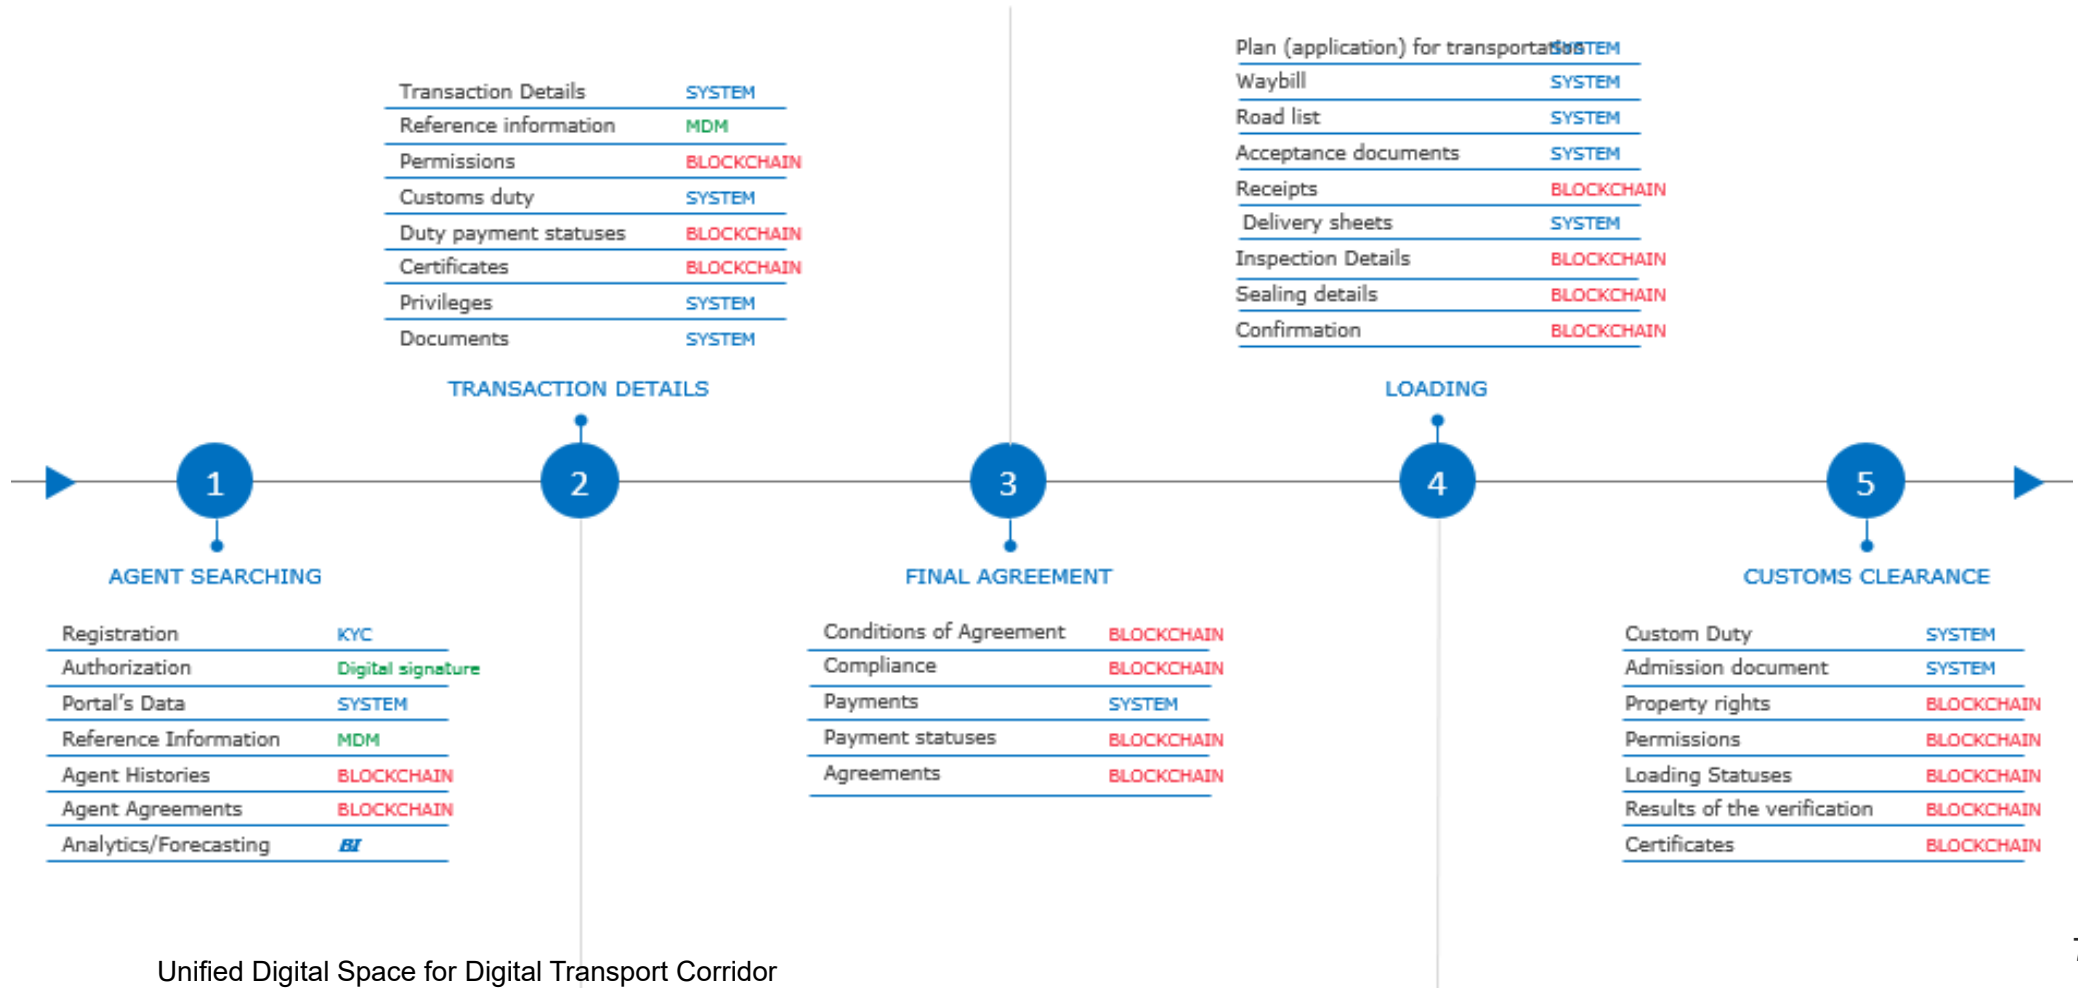 Transaction Details SYSTEM
Reference information MDM
Permissions BLOCKCHAIN
Customs duty SYSTEM
Duty payment statuses BLOCKCHAIN
Certificates BLOCKCHAIN
Privileges SYSTEM
Documents SYSTEM
TRANSACTION DETAILS
Plan (application) for transportation SYSTEM
Waybill SYSTEM
Road list SYSTEM
Acceptance documents SYSTEM
Receipts BLOCKCHAIN
Delivery sheets SYSTEM
Inspection Details BLOCKCHAIN
Sealing details BLOCKCHAIN
Confirmation BLOCKCHAIN
LOADING
1 2 3 4 5
AGENT SEARCHING
Registration KYC
Authorization Digital signature
Portal's Data SYSTEM
Reference Information MDM
Agent Histories BLOCKCHAIN
Agent Agreements BLOCKCHAIN
Analytics/Forecasting BI
FINAL AGREEMENT
Conditions of Agreement BLOCKCHAIN
Compliance BLOCKCHAIN
Payments SYSTEM
Payment statuses BLOCKCHAIN
Agreements BLOCKCHAIN
CUSTOMS CLEARANCE
Custom Duty SYSTEM
Admission document SYSTEM
Property rights BLOCKCHAIN
Permissions BLOCKCHAIN
Loading Statuses BLOCKCHAIN
Results of the verification BLOCKCHAIN
Certificates BLOCKCHAIN
Unified Digital Space for Digital Transport Corridor